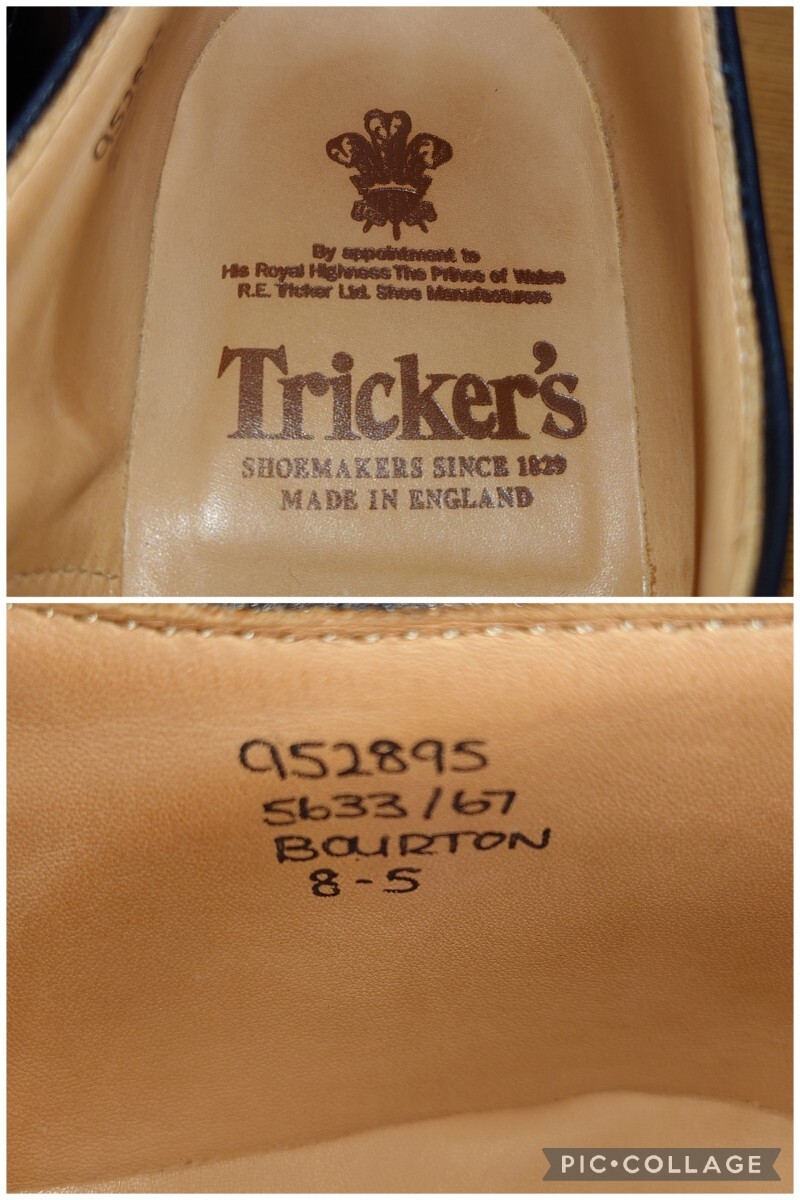 By appointment to
His Royal Highness The Prince of Wales
R.E. Tricker Ltd. Shoe Manufacturers
Tricker's
SHOEMAKERS SINCE 1829
MADE IN ENGLAND
952895
5633/67
BOURTON
8-5
PIC•COLLAGE